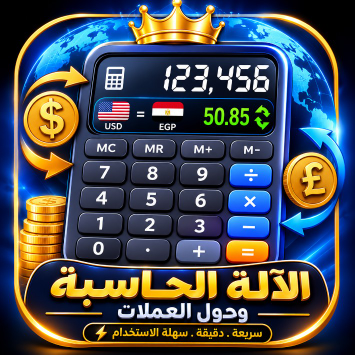 123,456
USD = EGP 50.85
MC MR M+ M-
7 8 9 ÷
4 5 6 ×
1 2 3 −
0 · + =
الآلة الحاسبة
وحول العملات
سريعة . دقيقة . سهلة الاستخدام